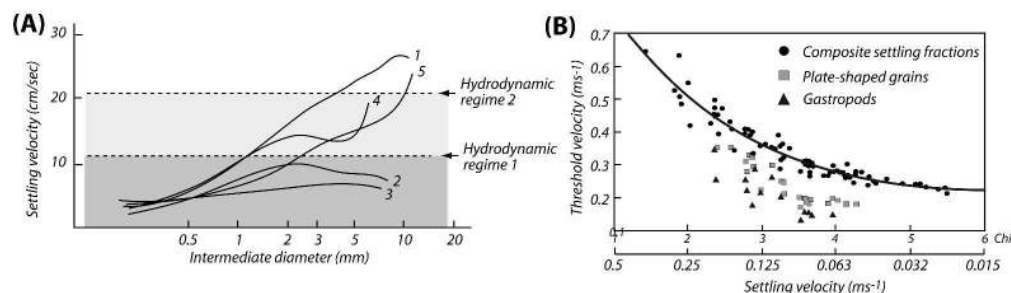 (A)
30
20
10
Settling velocity (cm/sec)
1
5
4
2
3
Hydrodynamic
regime 2
Hydrodynamic
regime 1
0.5
1
2
3
5
10
20
Intermediate diameter (mm)
(B)
0.7
0.6
0.5
0.4
0.3
0.2
0.1
Threshold velocity (ms-1)
Composite settling fractions
Plate-shaped grains
Gastropods
1
2
3
4
5
6
Chi
0.5
0.25
0.125
0.063
0.032
0.015
Settling velocity (ms-1)